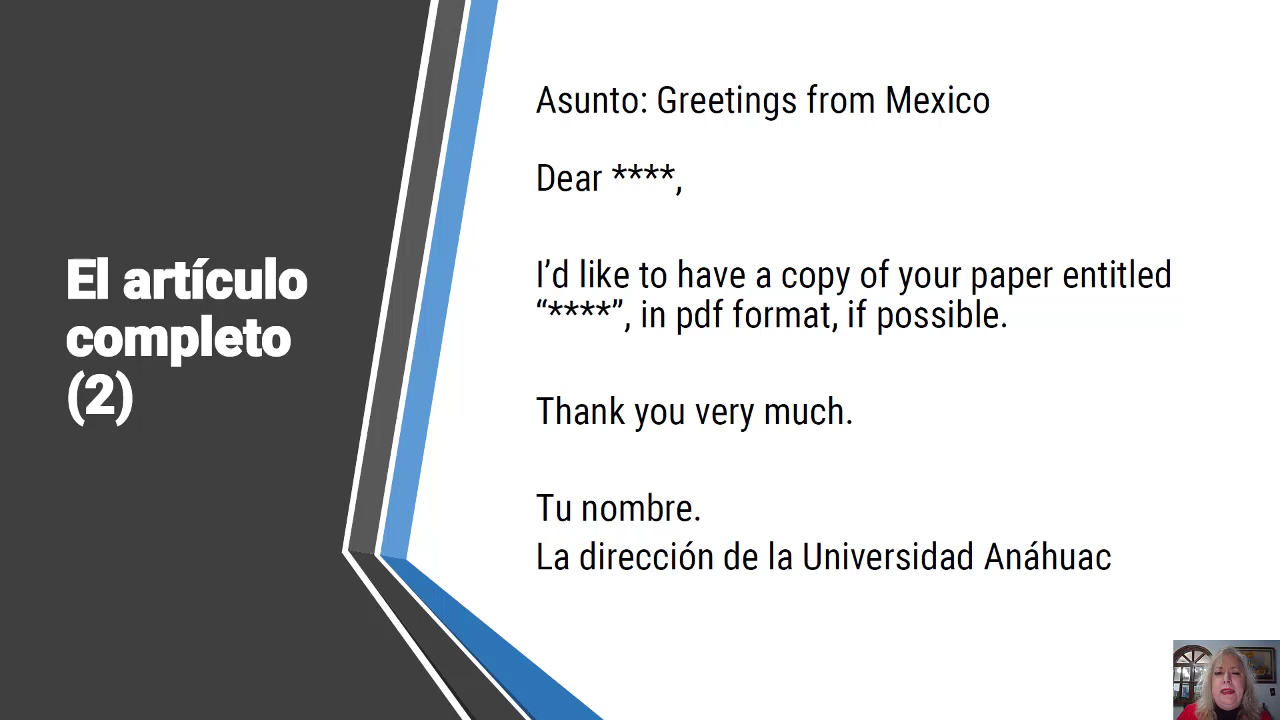 El artículo
completo
(2)
Asunto: Greetings from Mexico
Dear ****,
I’d like to have a copy of your paper entitled
“****”, in pdf format, if possible.
Thank you very much.
Tu nombre.
La dirección de la Universidad Anáhuac